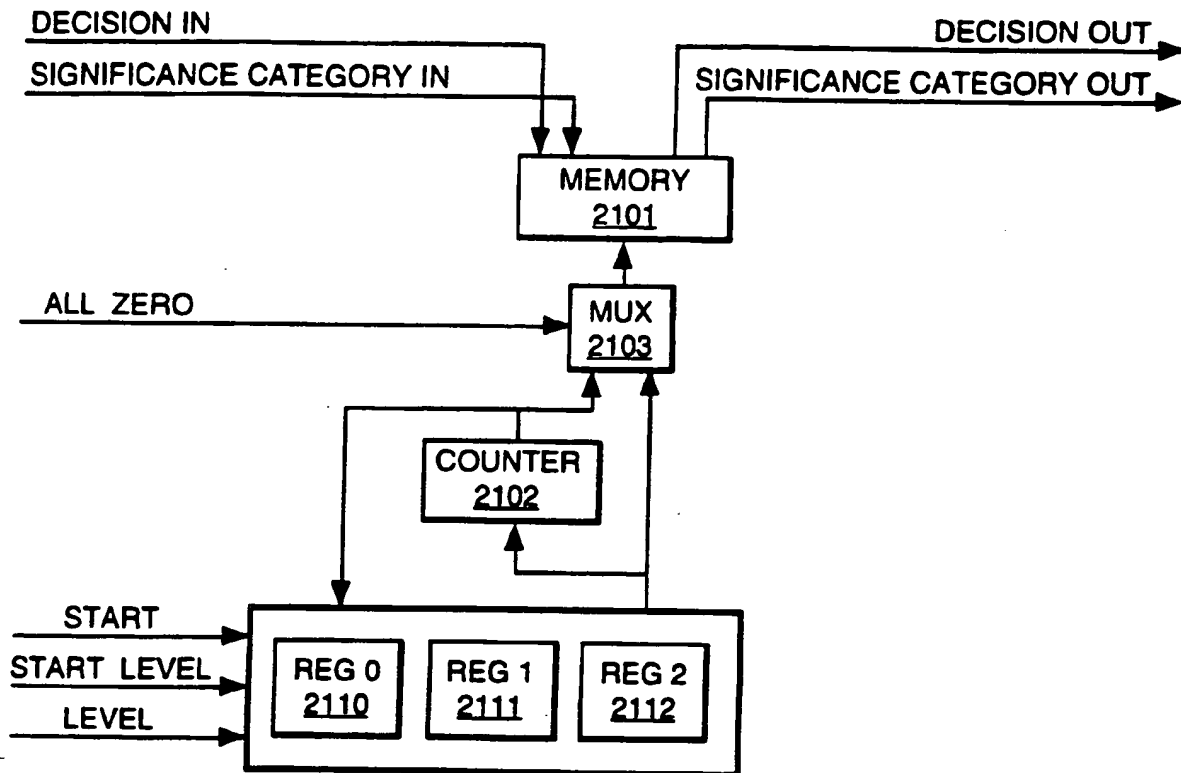 DECISION IN
DECISION OUT
SIGNIFICANCE CATEGORY IN
SIGNIFICANCE CATEGORY OUT
MEMORY
2101
ALL ZERO
MUX
2103
COUNTER
2102
START
START LEVEL
LEVEL
REG 0
2110
REG 1
2111
REG 2
2112